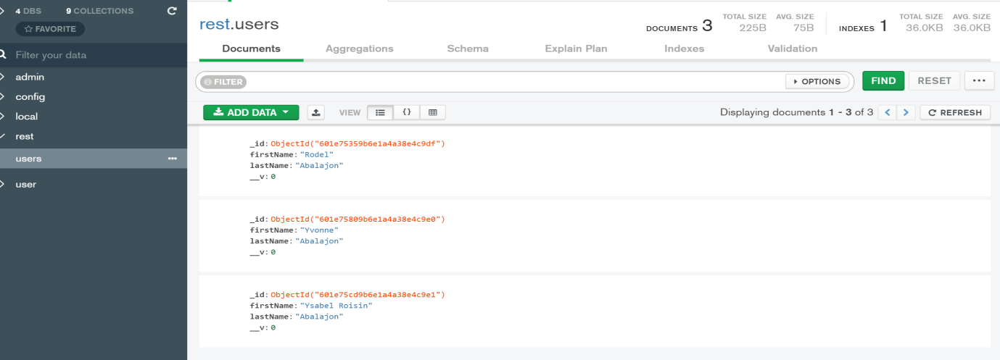 4 DBS 9 COLLECTIONS
FAVORITE
Filter your data
admin
config
local
rest
users
user
rest.users
DOCUMENTS 3 TOTAL SIZE 225B AVG. SIZE 75B INDEXES 1 TOTAL SIZE 36.0KB AVG. SIZE 36.0KB
Documents Aggregations Schema Explain Plan Indexes Validation
FILTER OPTIONS FIND RESET ...
ADD DATA VIEW {} Displaying documents 1 - 3 of 3 < > REFRESH
_id: ObjectId("601e75359b6e1a4a38e4c9df")
firstName: "Rodel"
lastName: "Abalajon"
__v: 0
_id: ObjectId("601e75809b6e1a4a38e4c9e0")
firstName: "Yvonne"
lastName: "Abalajon"
__v: 0
_id: ObjectId("601e75cd9b6e1a4a38e4c9e1")
firstName: "Ysabel Roisin"
lastName: "Abalajon"
__v: 0